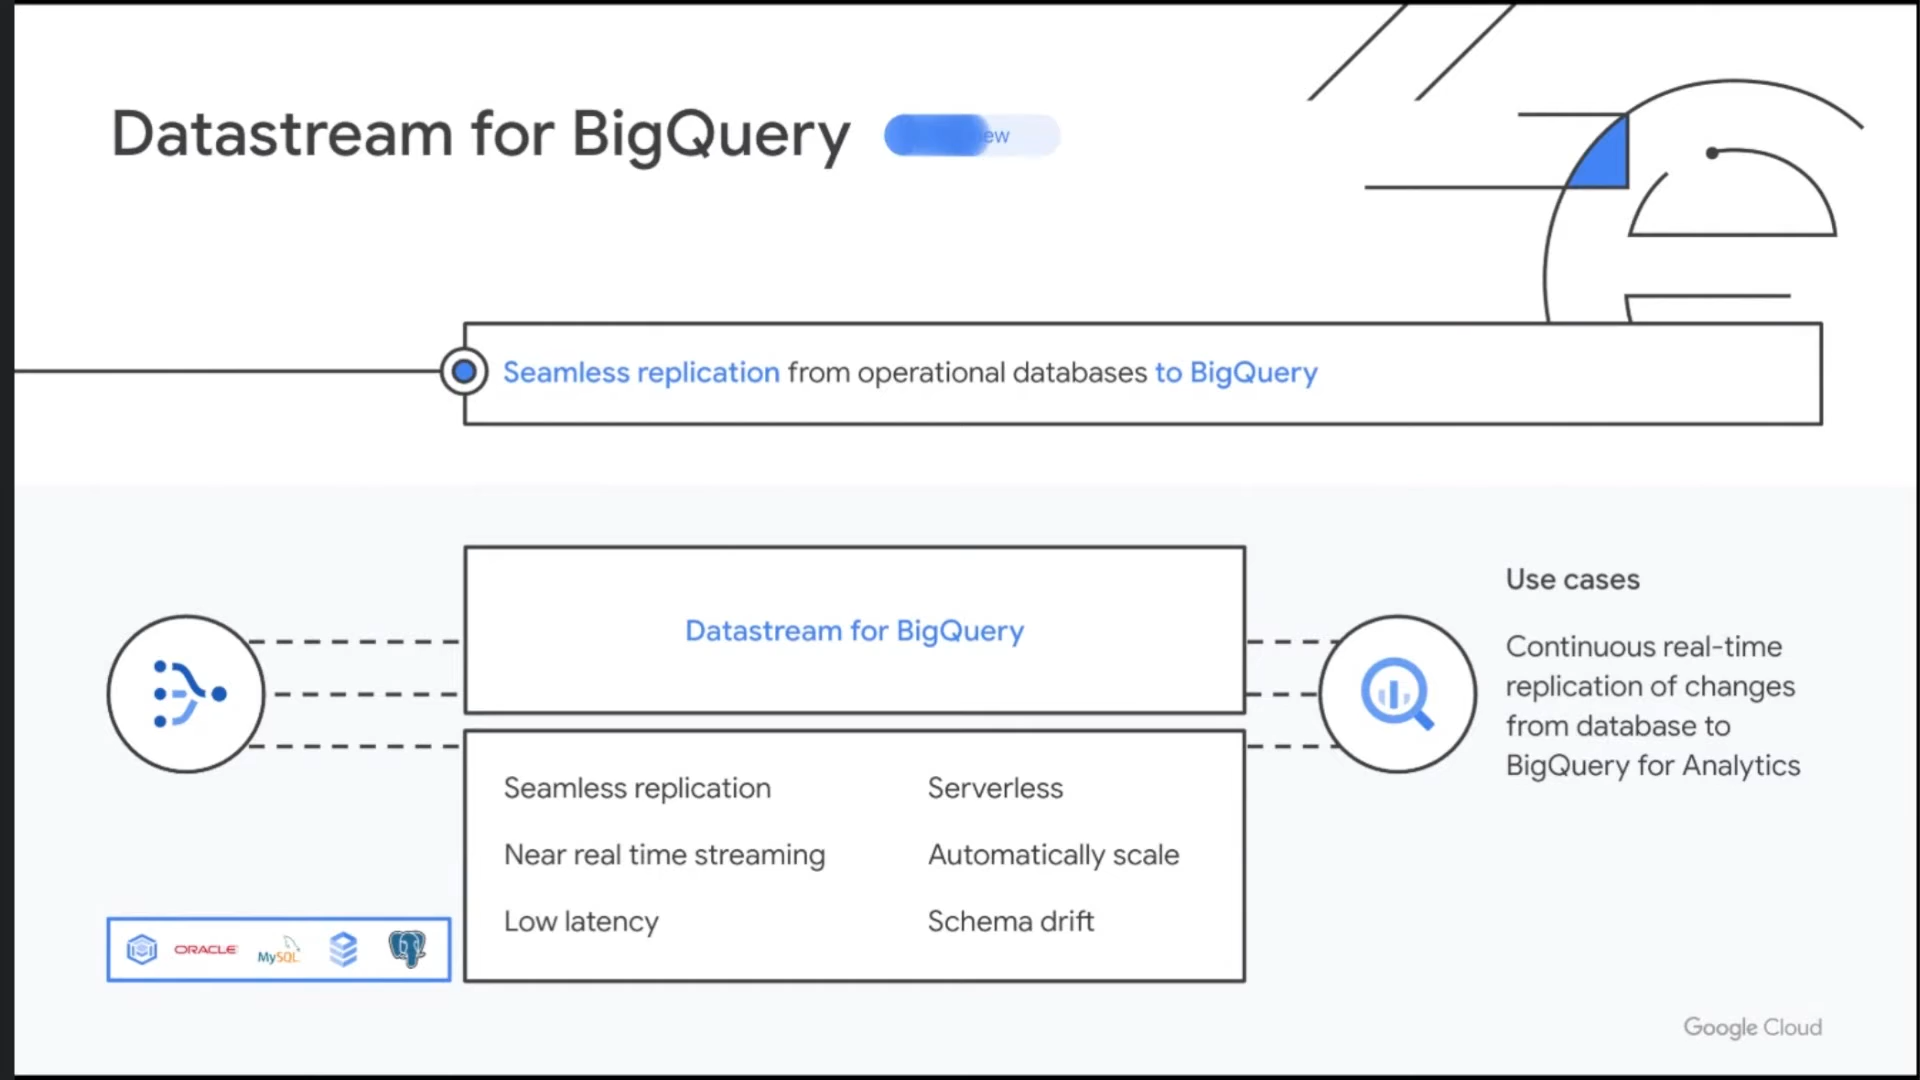 Datastream for BigQuery
Seamless replication from operational databases to BigQuery
Datastream for BigQuery
Use cases
Continuous real-time
replication of changes
from database to
BigQuery for Analytics
Seamless replication
Serverless
Near real time streaming
Automatically scale
Low latency
Schema drift
ORACLE
MySQL
Google Cloud